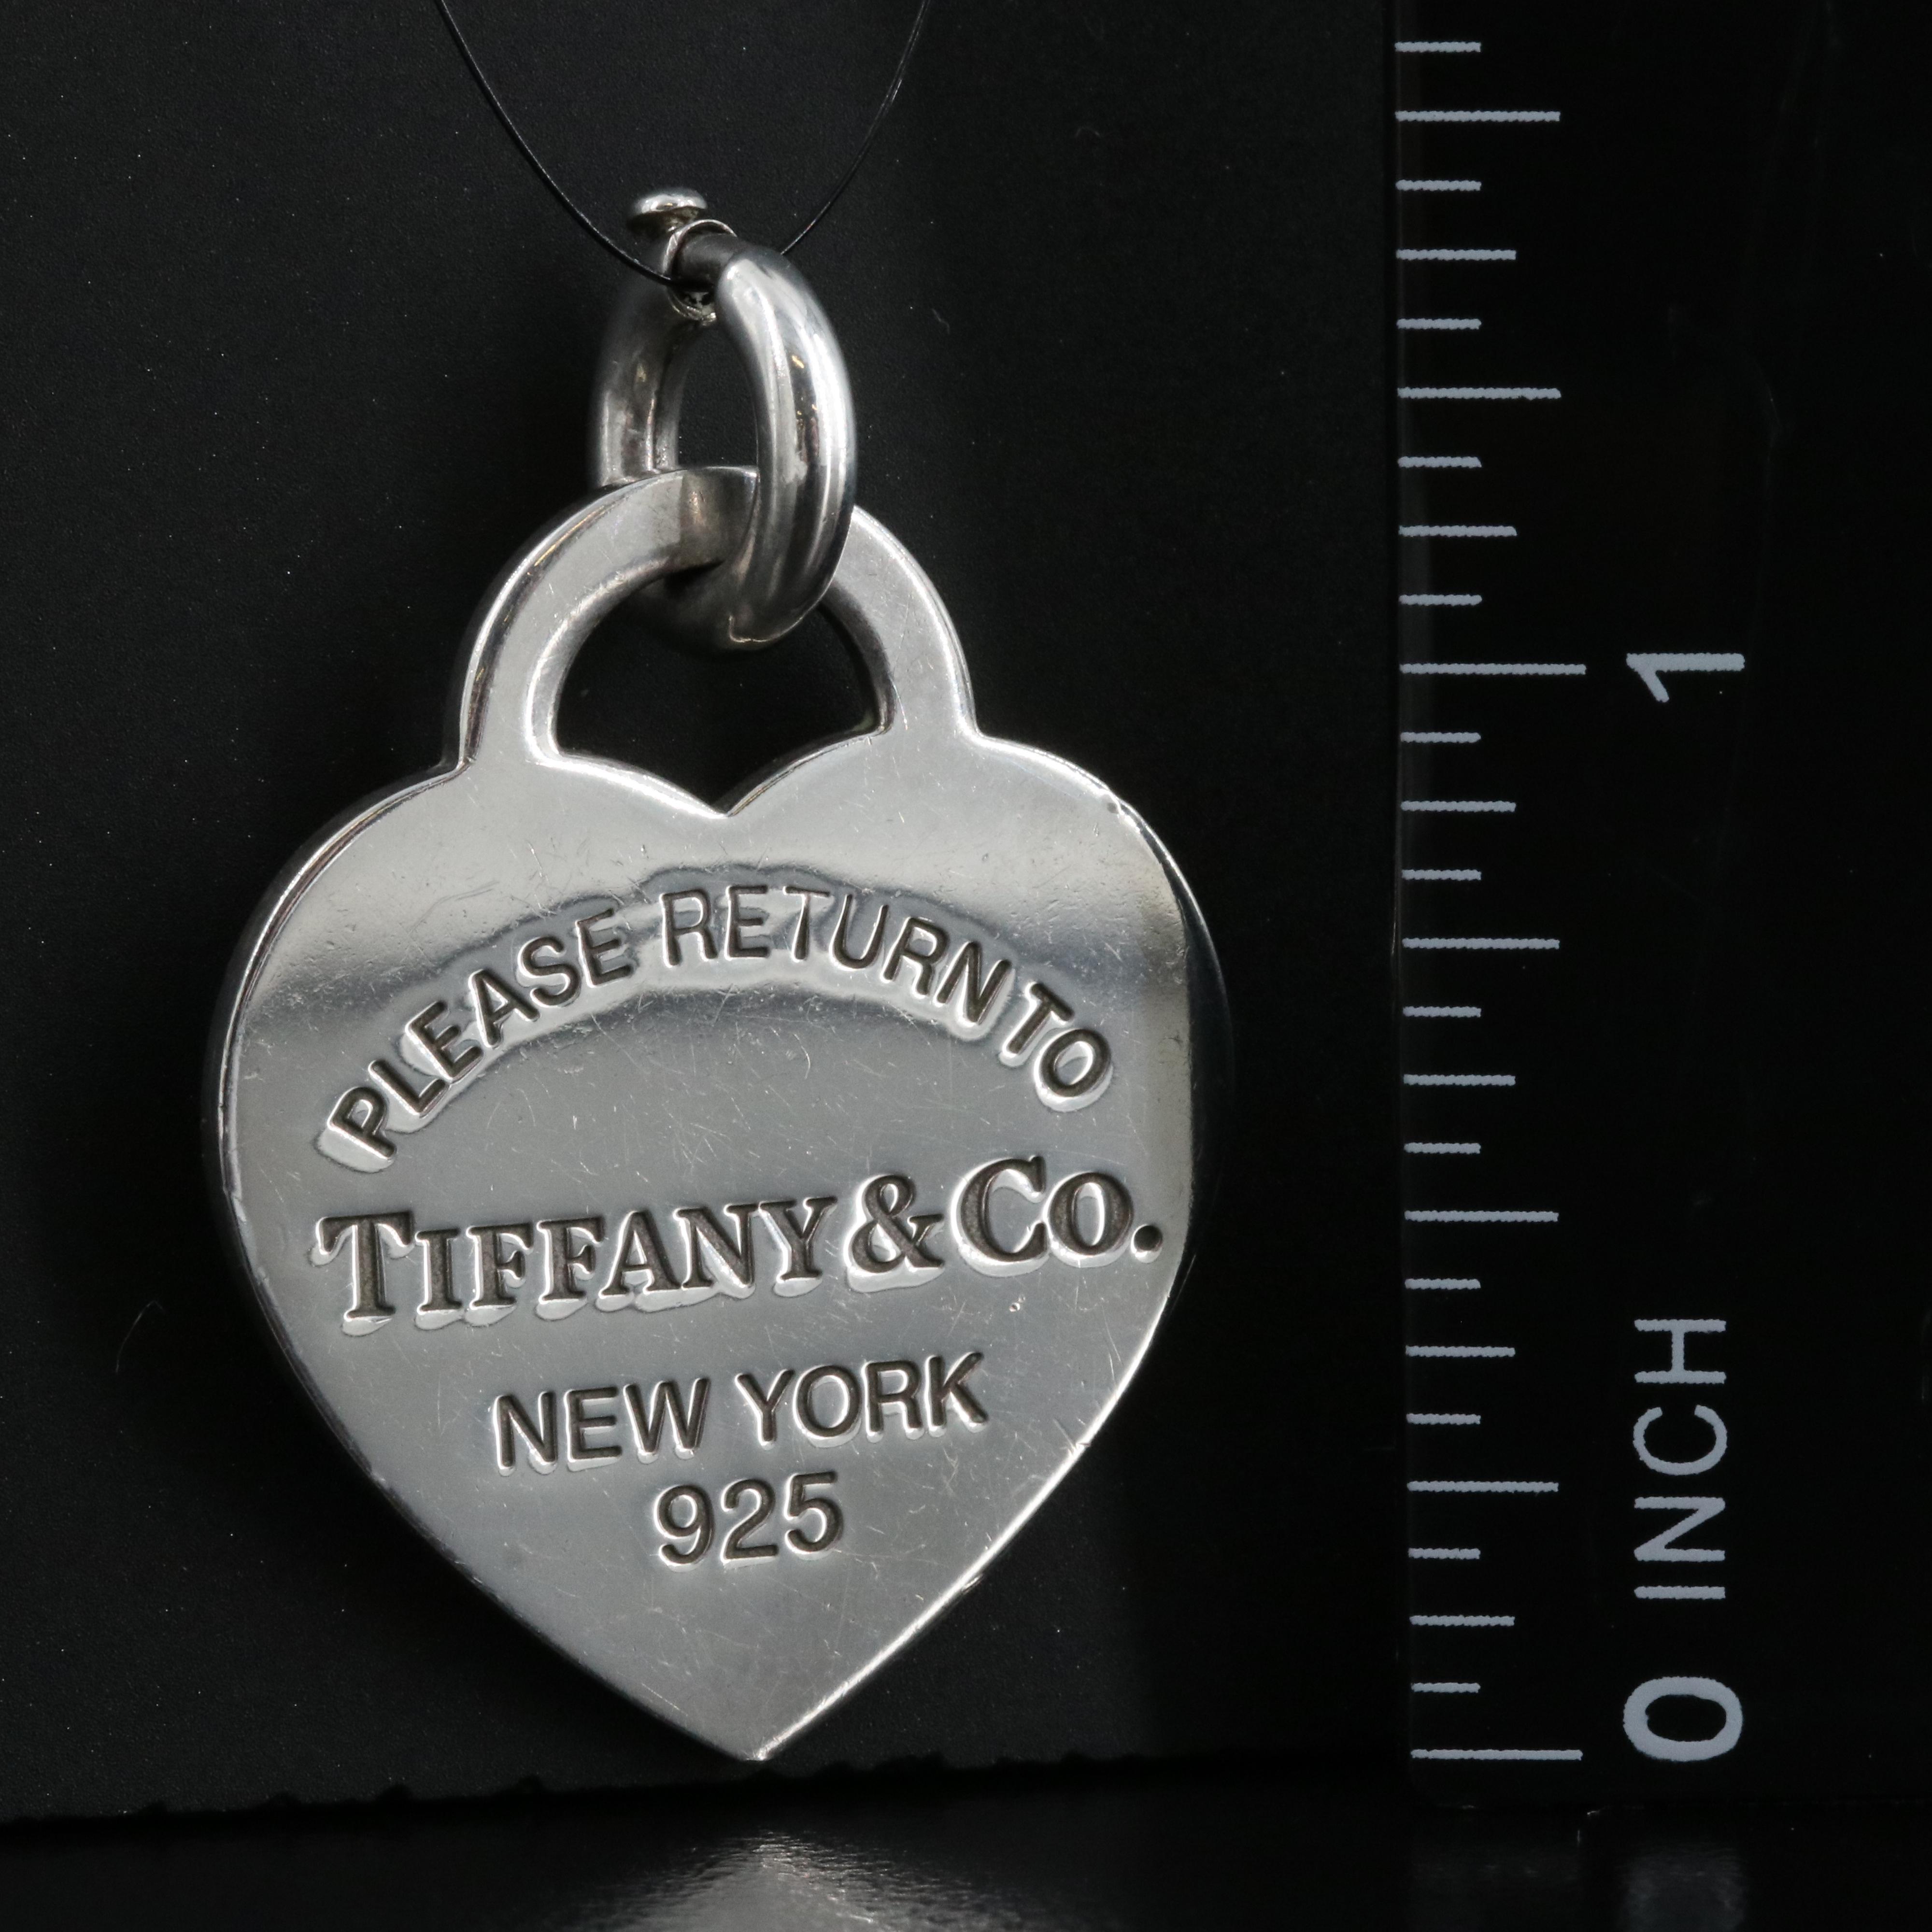 PLEASE RETURN TO
TIFFANY & CO.
NEW YORK
925
1
0 INCH